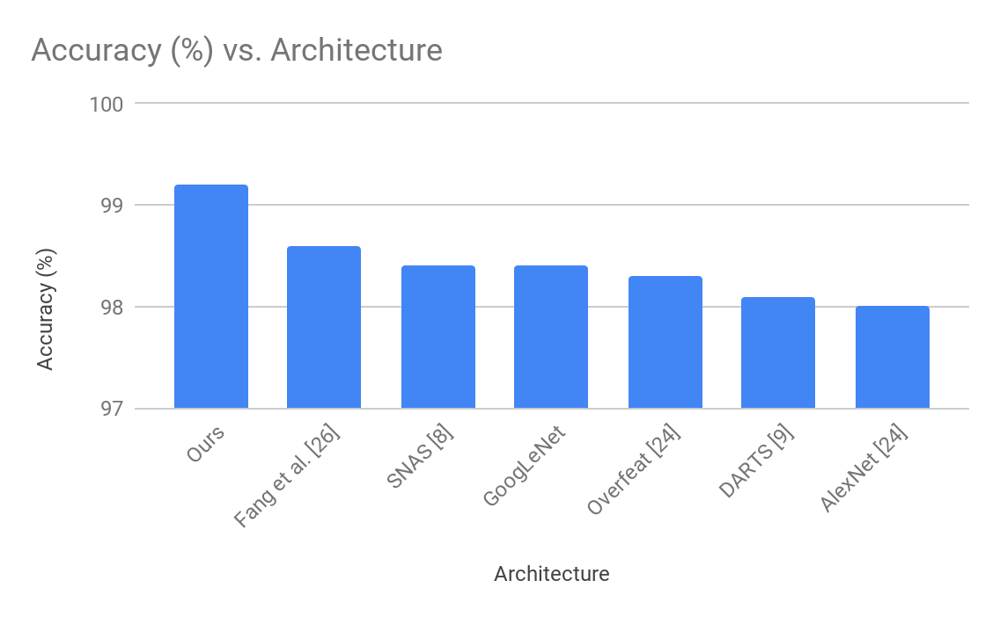 Accuracy (%) vs. Architecture
100
99
98
97
Accuracy (%)
Ours
Fang et al. [26]
SNAS [8]
GoogLeNet
Overfeat [24]
DARTS [9]
AlexNet [24]
Architecture